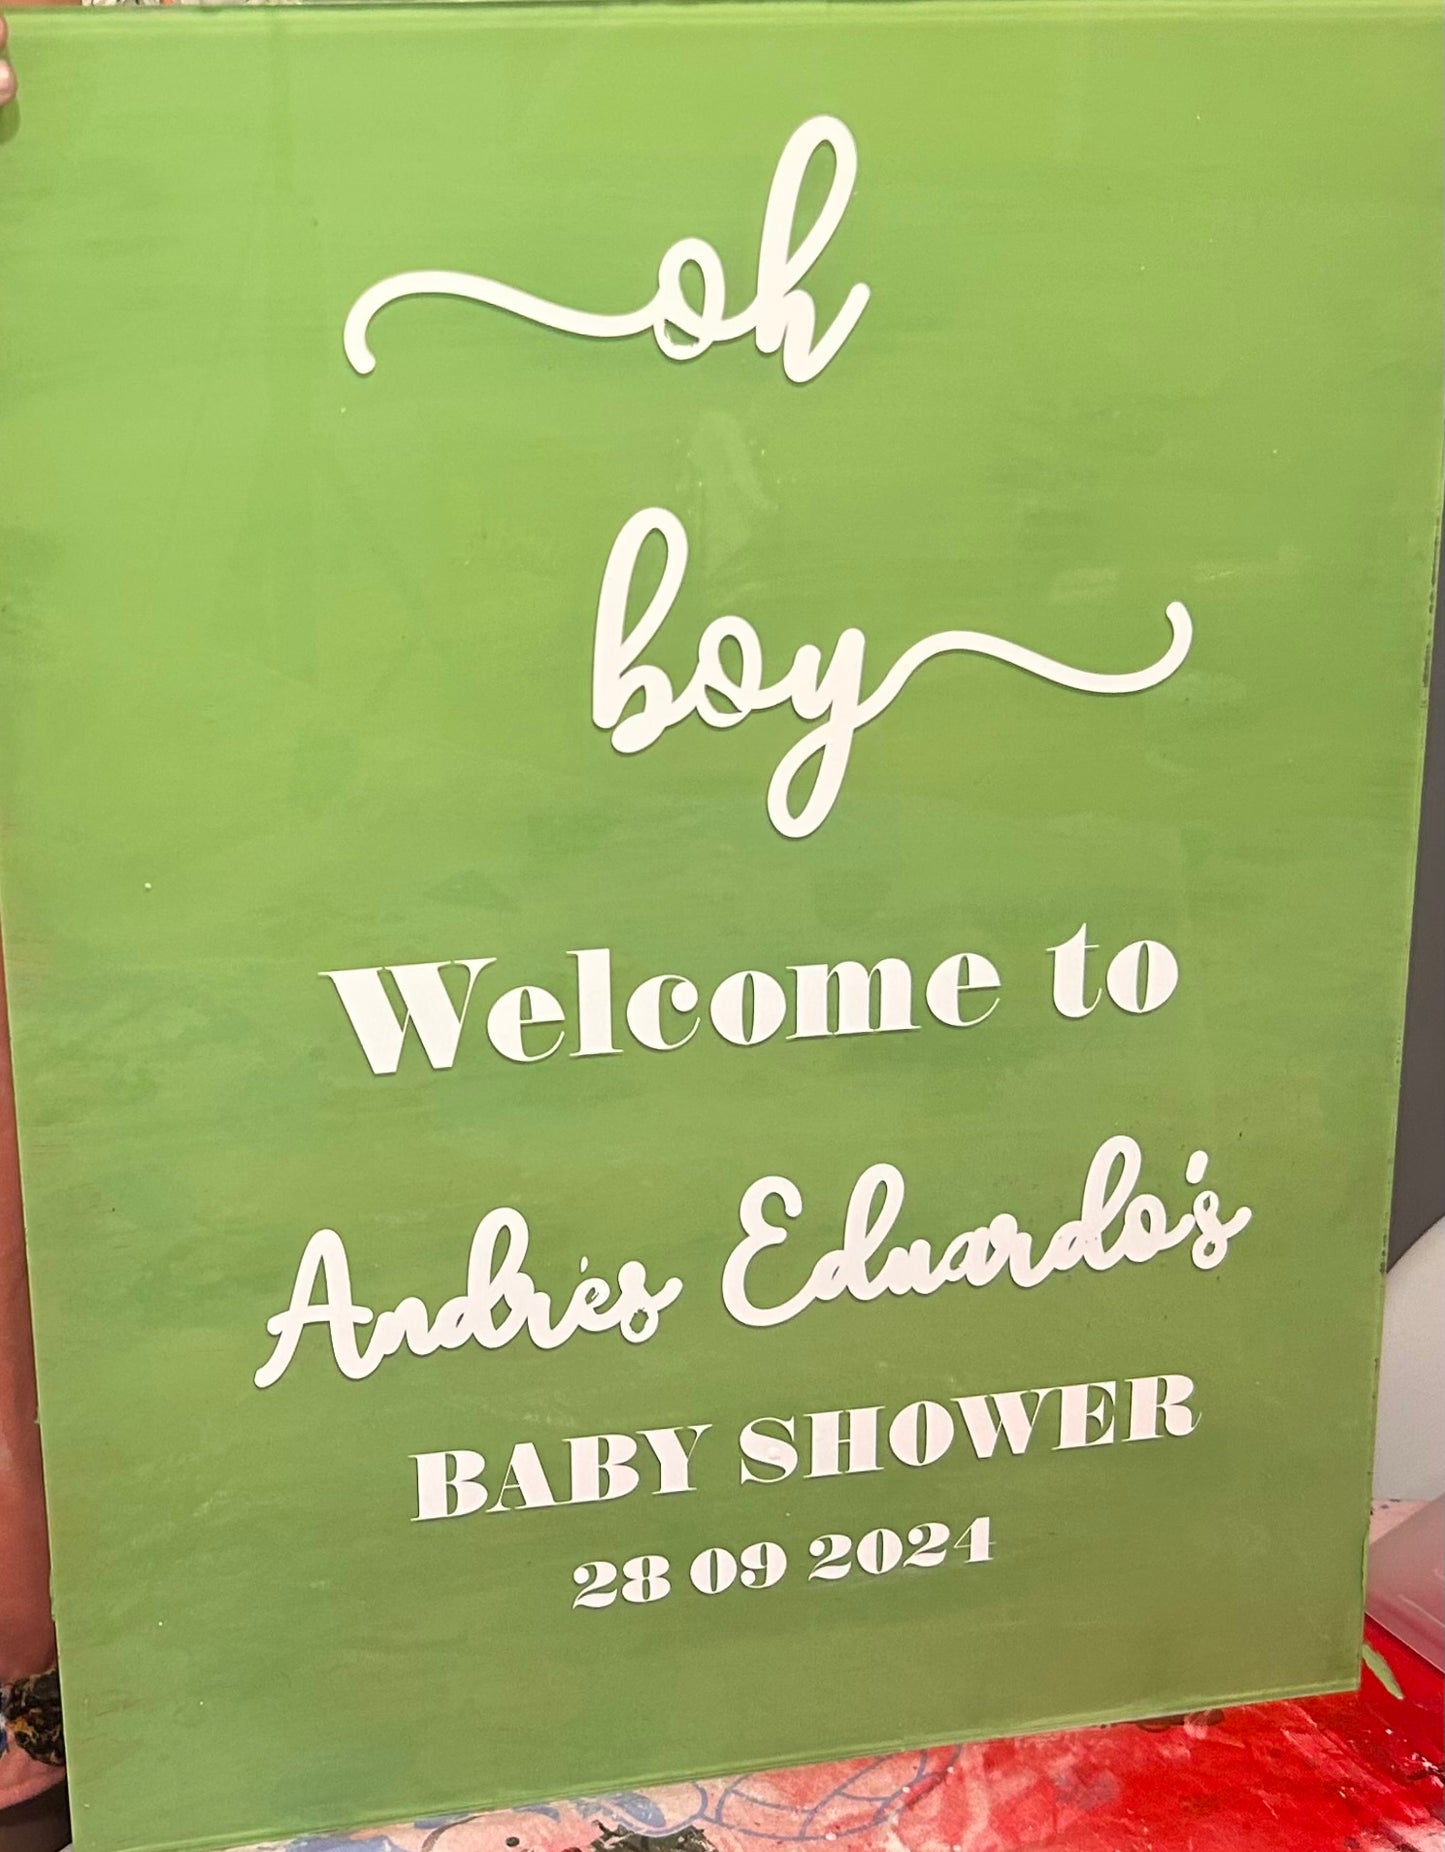 oh
boy
Welcome to
Andrés Eduardo's
BABY SHOWER
28 09 2024